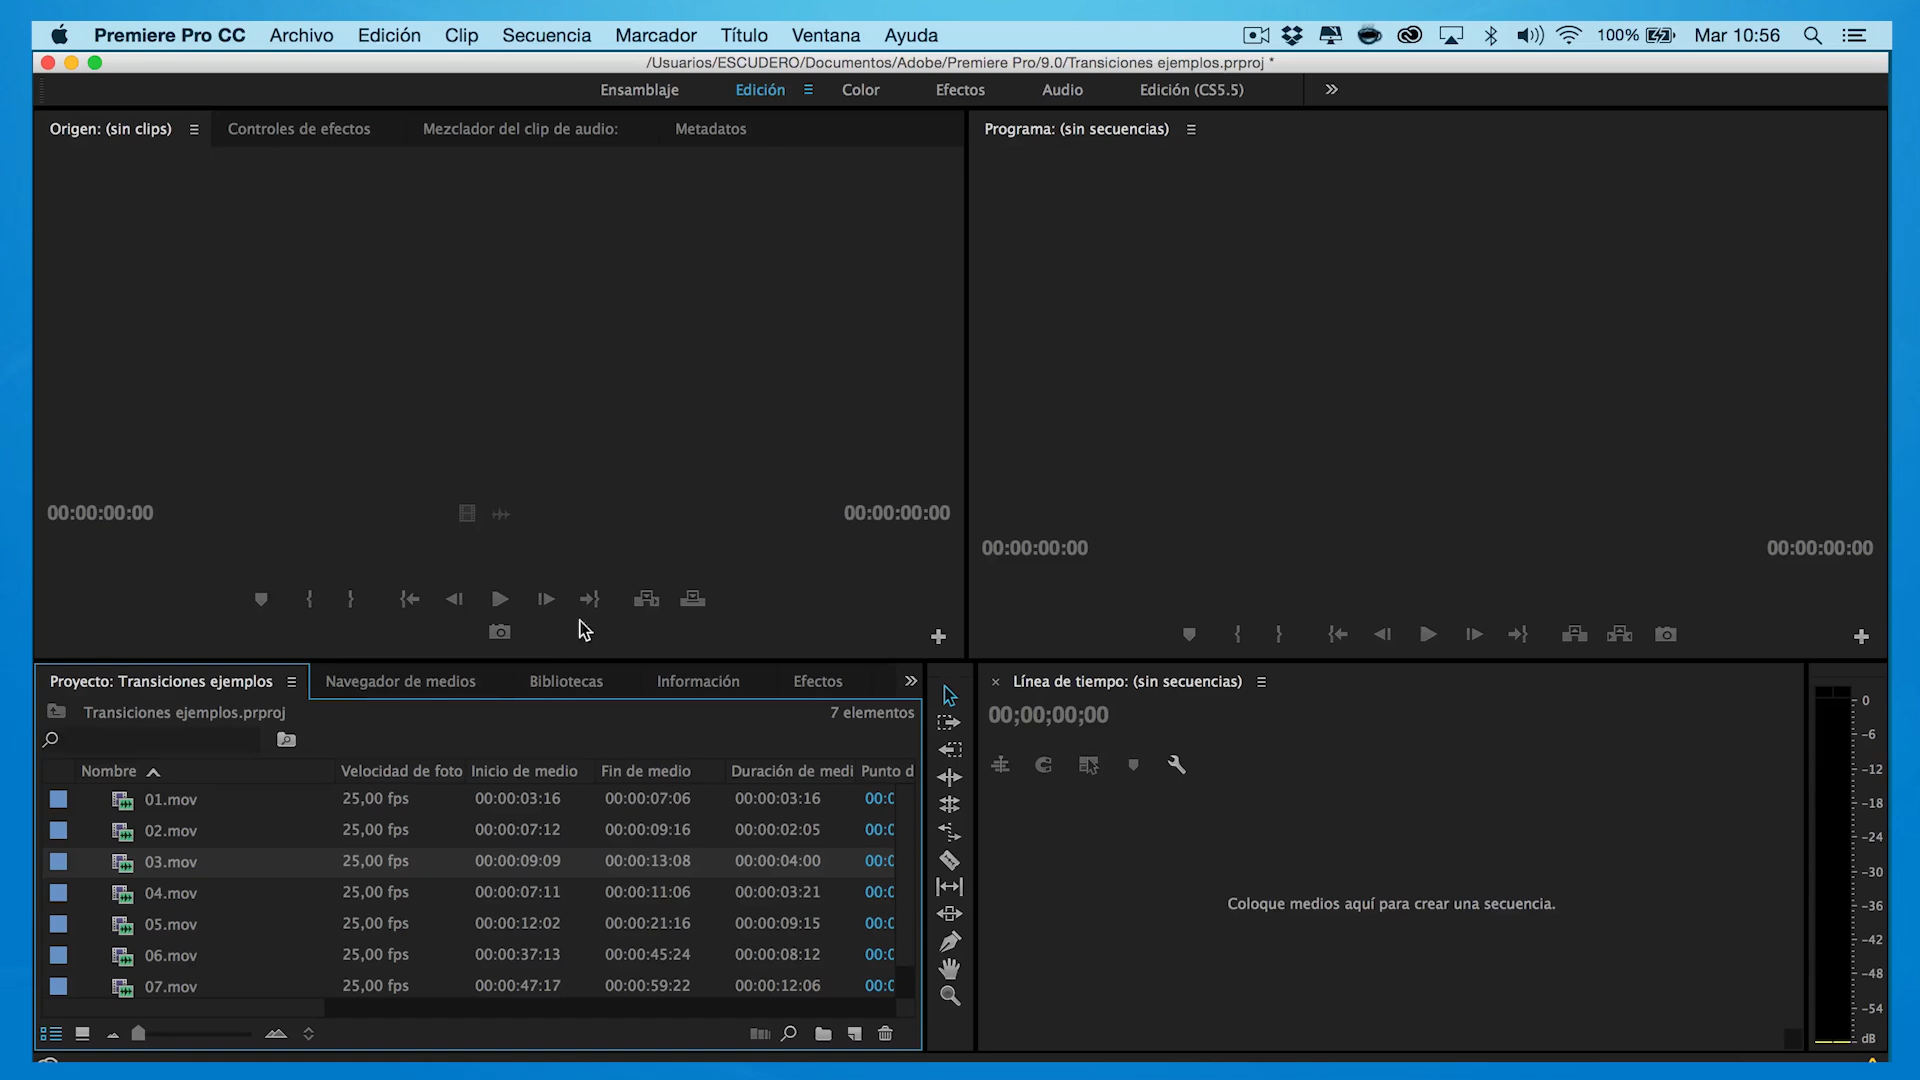 Premiere Pro CC Archivo Edición Clip Secuencia Marcador Título Ventana Ayuda 100% Mar 10:56
/Usuarios/ESCUDERO/Documentos/Adobe/Premiere Pro/9.0/Transiciones ejemplos.prproj *
Ensamblaje Edición Color Efectos Audio Edición (CS5.5)
Origen: (sin clips) Controles de efectos Mezclador del clip de audio: Metadatos
Programa: (sin secuencias)
00:00:00:00 00:00:00:00
00:00:00:00 00:00:00:00
Proyecto: Transiciones ejemplos Navegador de medios Bibliotecas Información Efectos
Transiciones ejemplos.prproj 7 elementos
Nombre Velocidad de foto Inicio de medio Fin de medio Duración de medi Punto d
01.mov 25,00 fps 00:00:03:16 00:00:07:06 00:00:03:16 00:0
02.mov 25,00 fps 00:00:07:12 00:00:09:16 00:00:02:05 00:0
03.mov 25,00 fps 00:00:09:09 00:00:13:08 00:00:04:00 00:0
04.mov 25,00 fps 00:00:07:11 00:00:11:06 00:00:03:21 00:0
05.mov 25,00 fps 00:00:12:02 00:00:21:16 00:00:09:15 00:0
06.mov 25,00 fps 00:00:37:13 00:00:45:24 00:00:08:12 00:0
07.mov 25,00 fps 00:00:47:17 00:00:59:22 00:00:12:06 00:0
Línea de tiempo: (sin secuencias)
00;00;00;00
Coloque medios aquí para crear una secuencia.
0
-6
-12
-18
-24
-30
-36
-42
-48
-54
dB